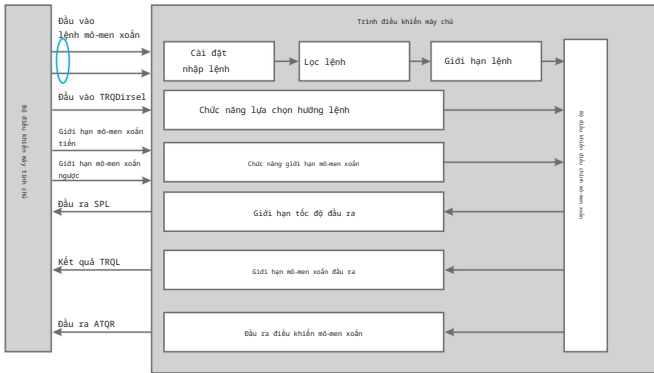 Đầu vào
lệnh mô-men xoắn
Trình điều khiển máy chủ
Cài đặt
nhập lệnh
Lọc lệnh
Giới hạn lệnh
Đầu vào TRQDirsel
Chức năng lựa chọn hướng lệnh
Giới hạn mô-men xoắn
tiến
Giới hạn mô-men xoắn
ngược
Chức năng giới hạn mô-men xoắn
Đầu ra SPL
Giới hạn tốc độ đầu ra
Kết quả TRQL
Giới hạn mô-men xoắn đầu ra
Đầu ra ATQR
Đầu ra điều khiển mô-men xoắn
Bộ điều khiển máy tính chủ
Bộ điều khiển điều chỉnh mô-men xoắn